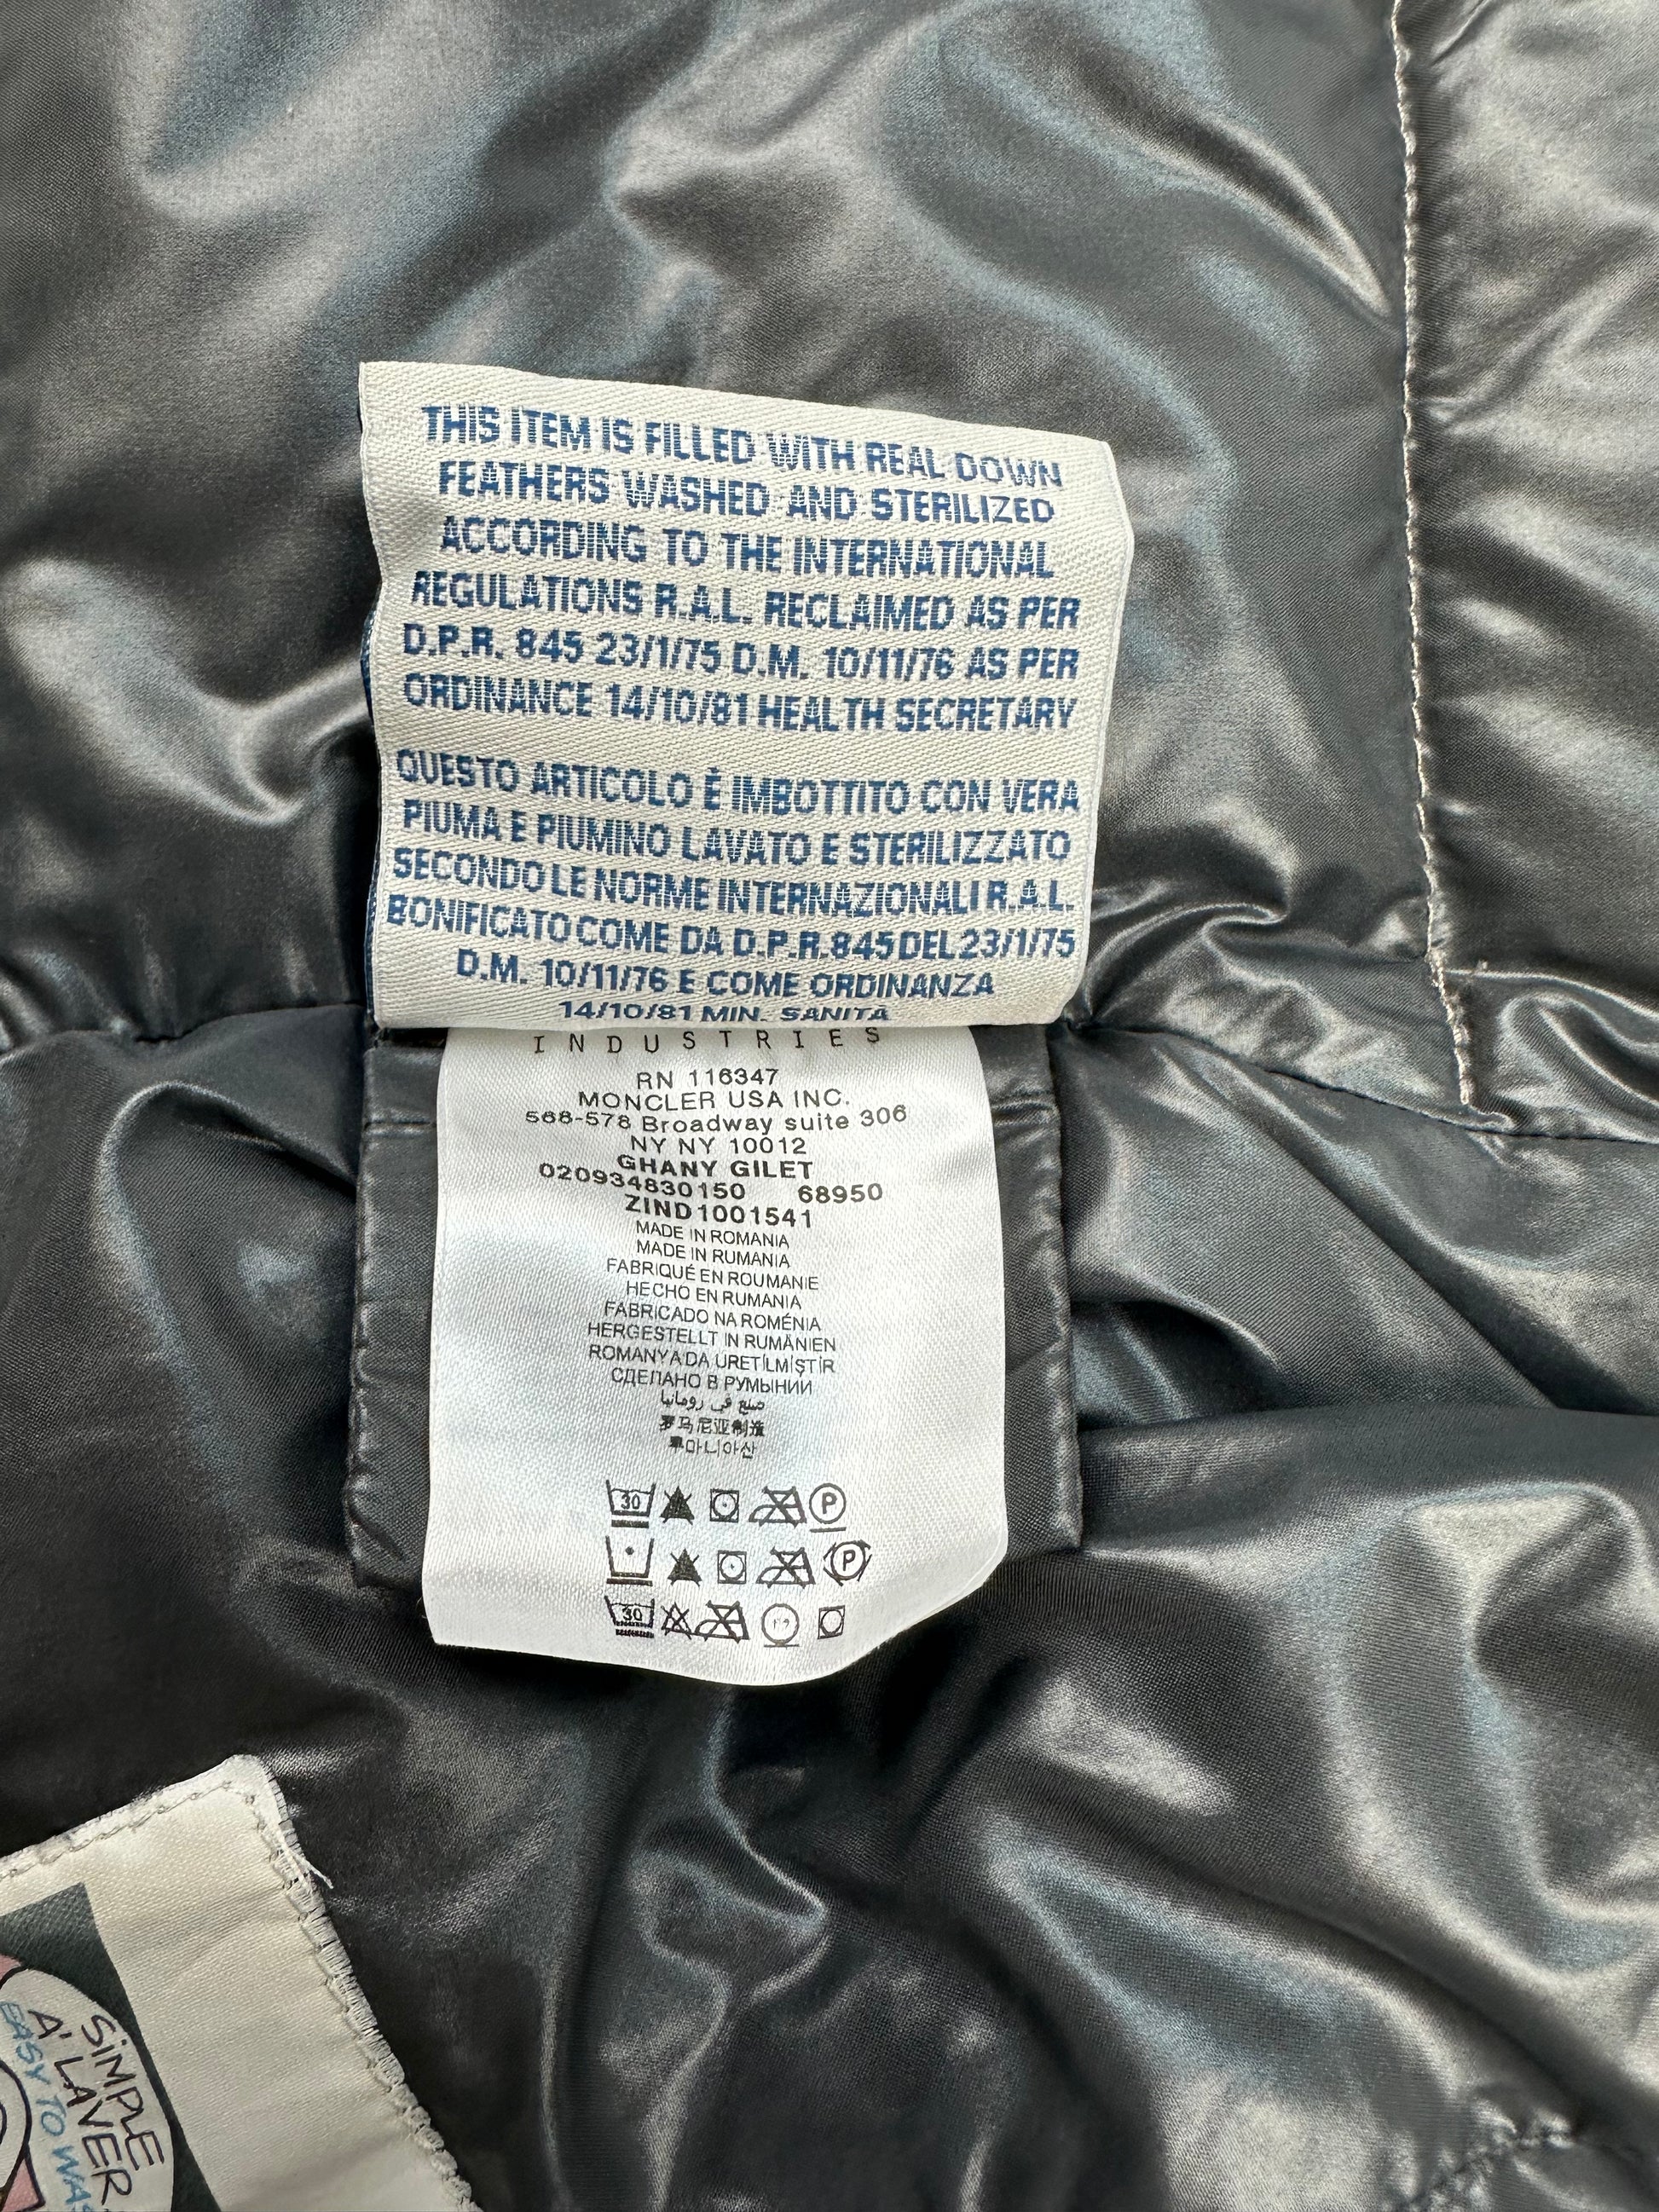 THIS ITEM IS FILLED WITH REAL DOWN
FEATHERS WASHED AND STERILIZED
ACCORDING TO THE INTERNATIONAL
REGULATIONS R.A.L. RECLAIMED AS PER
D.P.R. 845 23/1/75 D.M. 10/11/76 AS PER
ORDINANCE 14/10/81 HEALTH SECRETARY
QUESTO ARTICOLO È IMBOTTITO CON VERA
PIUMA E PIUMINO LAVATO E STERILIZZATO
SECONDO LE NORME INTERNAZIONALI R.A.L.
BONIFICATO COME DA D.P.R. 845 DEL 23/1/75
D.M. 10/11/76 E COME ORDINANZA
14/10/81 MIN. SANITA
INDUSTRIES
RN 116347
MONCLER USA INC.
568-578 Broadway suite 306
NY NY 10012
GHANY GILET
020934830150 68950
ZIND1001541
MADE IN ROMANIA
MADE IN RUMANIA
FABRIQUÉ EN ROUMANIE
HECHO EN RUMANIA
FABRICADO NA ROMÉNIA
HERGESTELLT IN RUMÄNIEN
ROMANYADA ÜRETİLMİŞTİR
СДЕЛАНО В РУМЫНИИ
صنع في رومانيا
罗马尼亚制造
루마니아산
30 P
P
30
SIMPLE
A' LAVER
EASY TO WAS